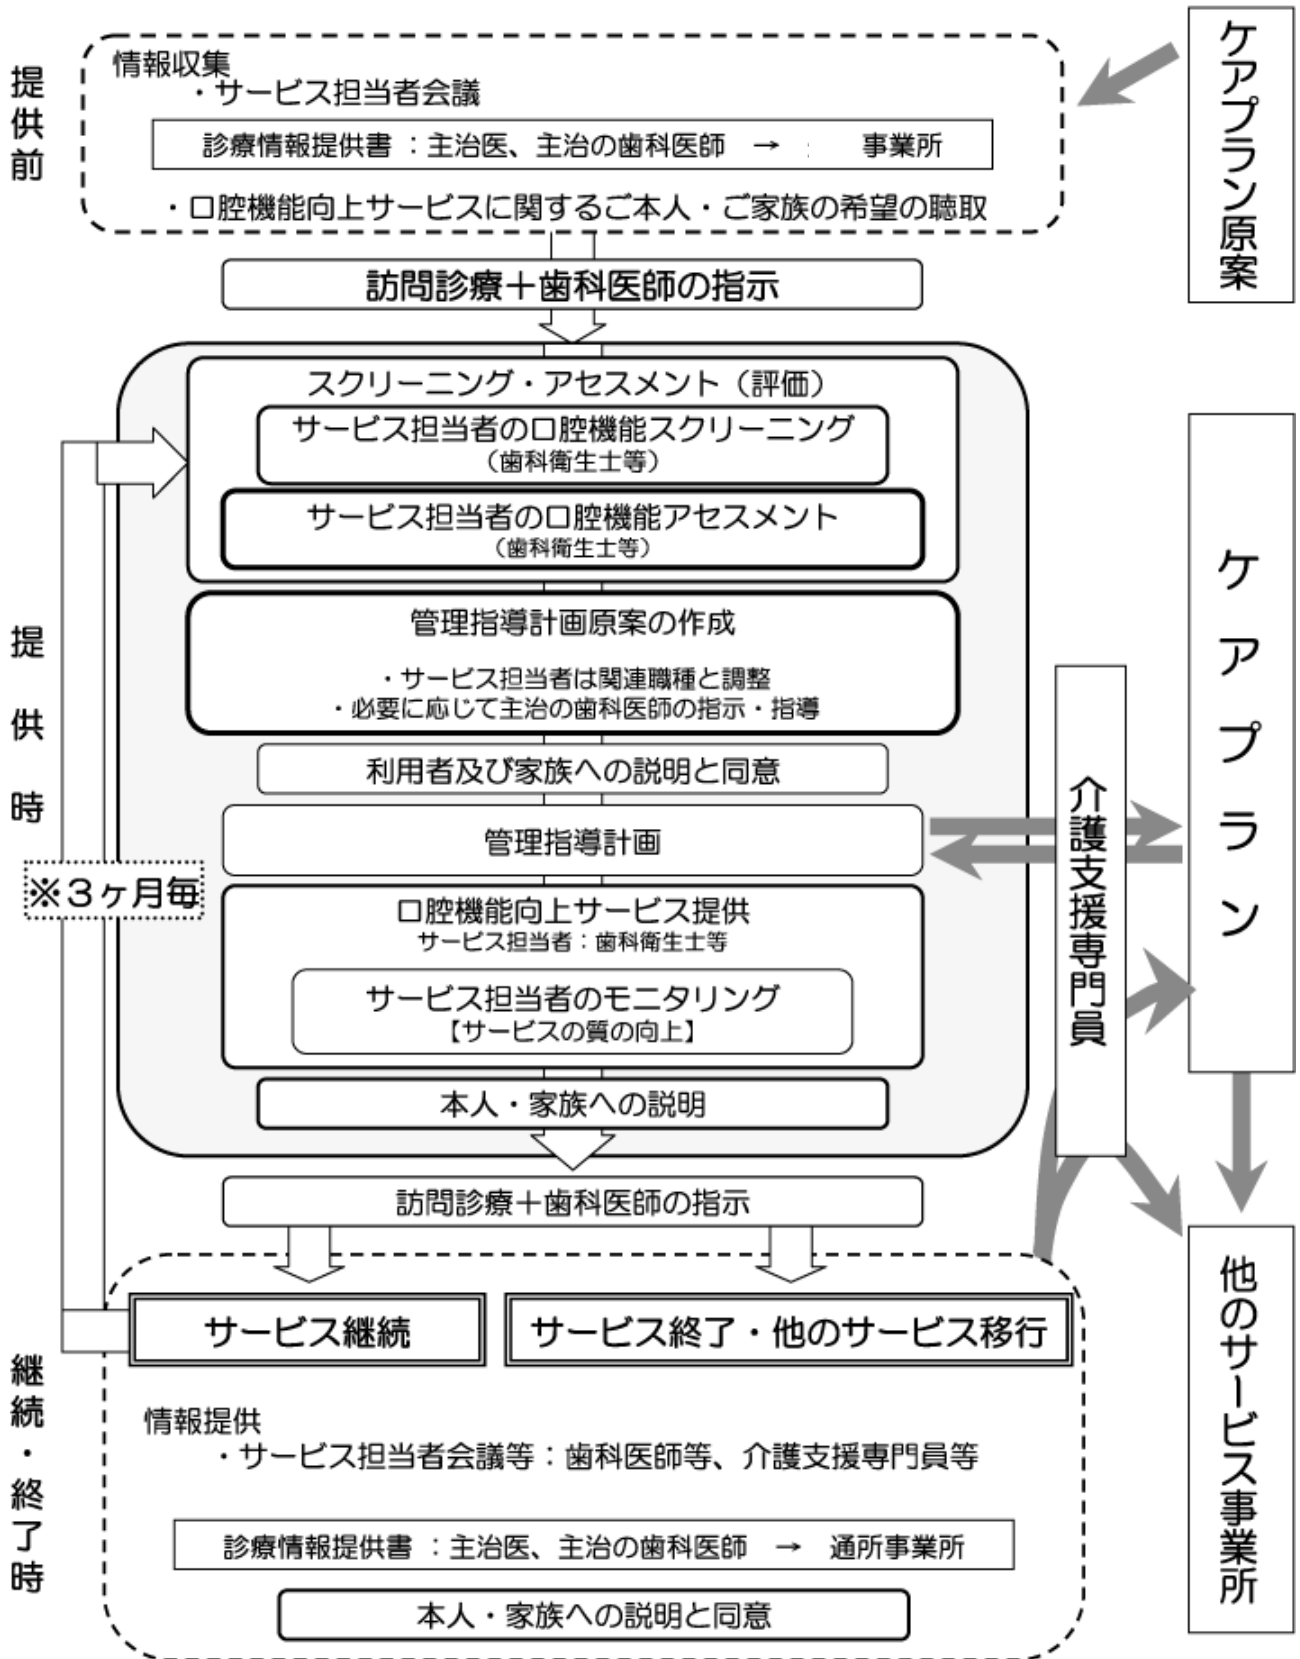 提供前
情報収集
・サービス担当者会議
診療情報提供書：主治医、主治の歯科医師 → 事業所
・口腔機能向上サービスに関するご本人・ご家族の希望の聴取
ケアプラン原案
訪問診療＋歯科医師の指示
提供時
スクリーニング・アセスメント（評価）
サービス担当者の口腔機能スクリーニング
（歯科衛生士等）
サービス担当者の口腔機能アセスメント
（歯科衛生士等）
管理指導計画原案の作成
・サービス担当者は関連職種と調整
・必要に応じて主治の歯科医師の指示・指導
利用者及び家族への説明と同意
管理指導計画
※３ヶ月毎
口腔機能向上サービス提供
サービス担当者：歯科衛生士等
サービス担当者のモニタリング
【サービスの質の向上】
本人・家族への説明
介護支援専門員
ケアプラン
訪問診療＋歯科医師の指示
継続・終了時
サービス継続
サービス終了・他のサービス移行
情報提供
・サービス担当者会議等：歯科医師等、介護支援専門員等
診療情報提供書：主治医、主治の歯科医師 → 通所事業所
本人・家族への説明と同意
他のサービス事業所